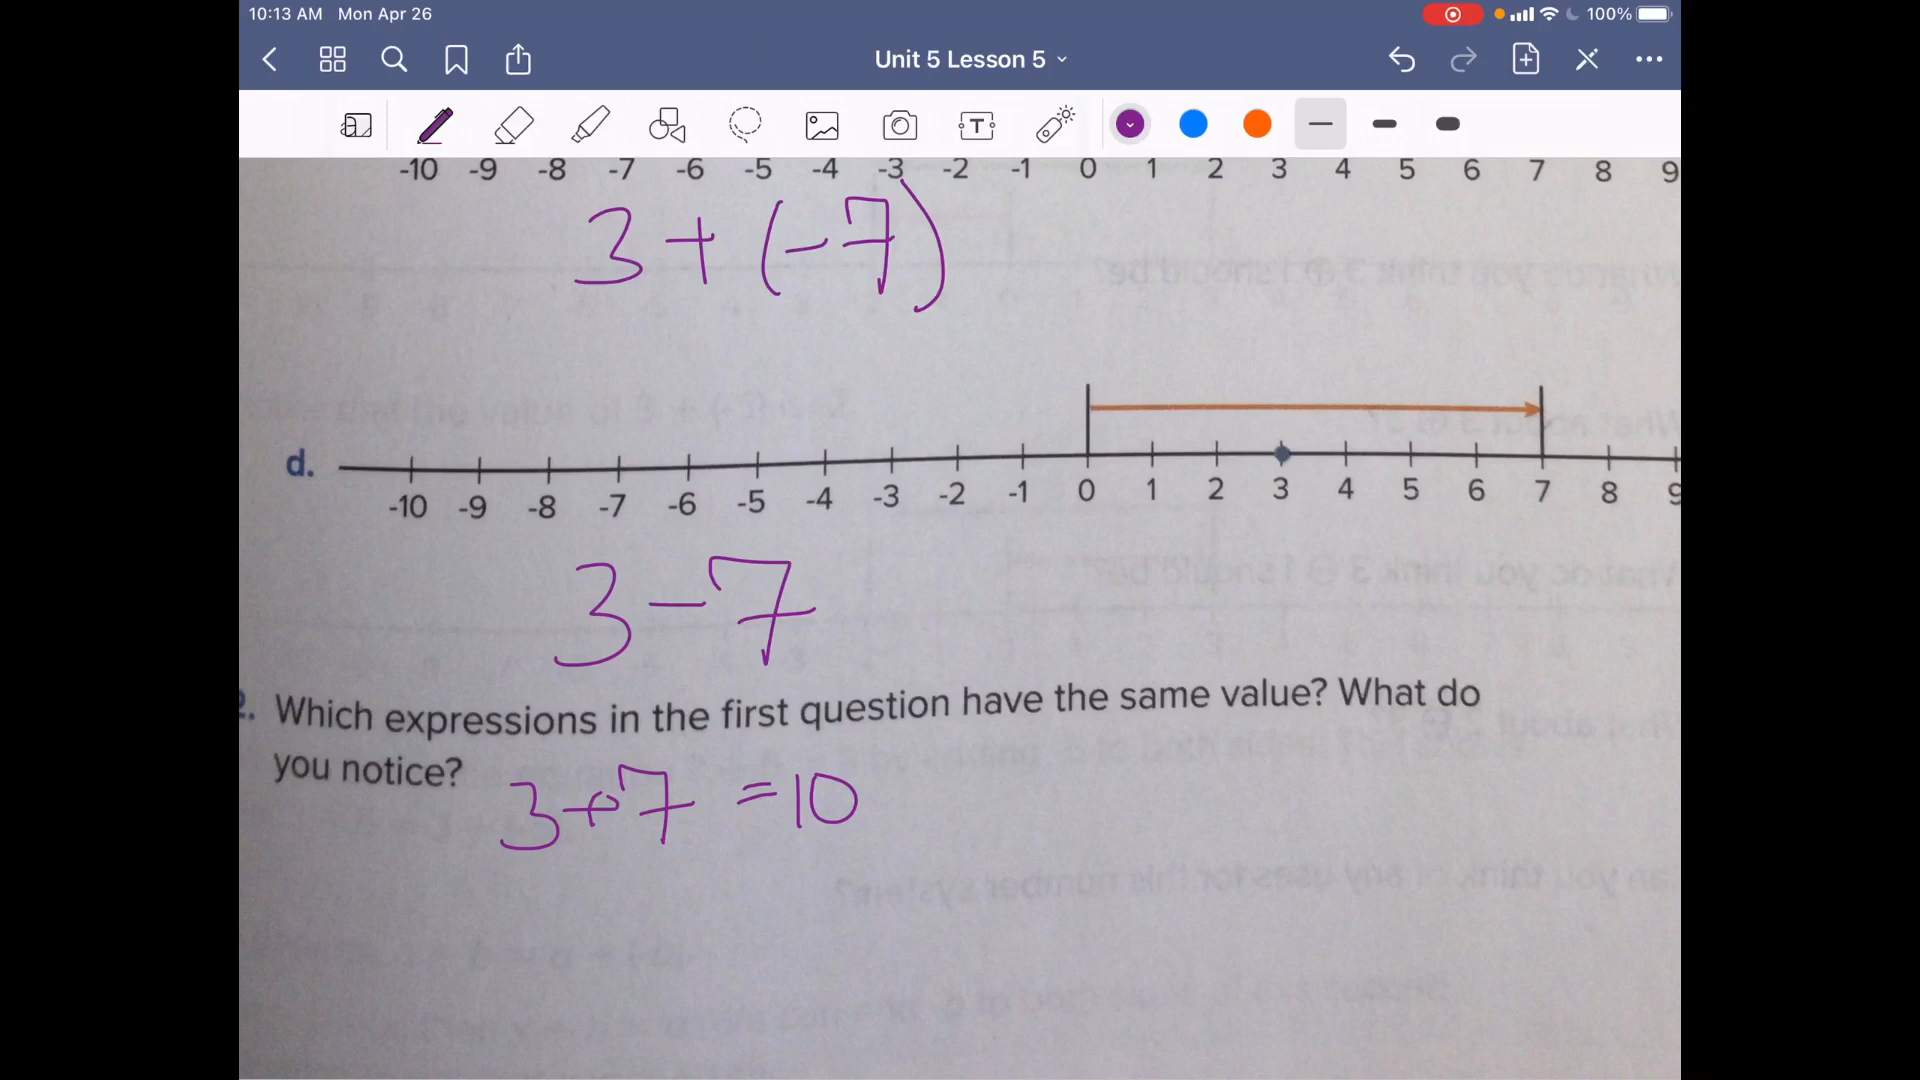 10:13 AM Mon Apr 26 100%
Unit 5 Lesson 5
-10 -9 -8 -7 -6 -5 -4 -3 -2 -1 0 1 2 3 4 5 6 7 8 9
3 + (-7)
d.
-10 -9 -8 -7 -6 -5 -4 -3 -2 -1 0 1 2 3 4 5 6 7 8 9
3 - 7
2. Which expressions in the first question have the same value? What do
you notice?
3 + 7 = 10